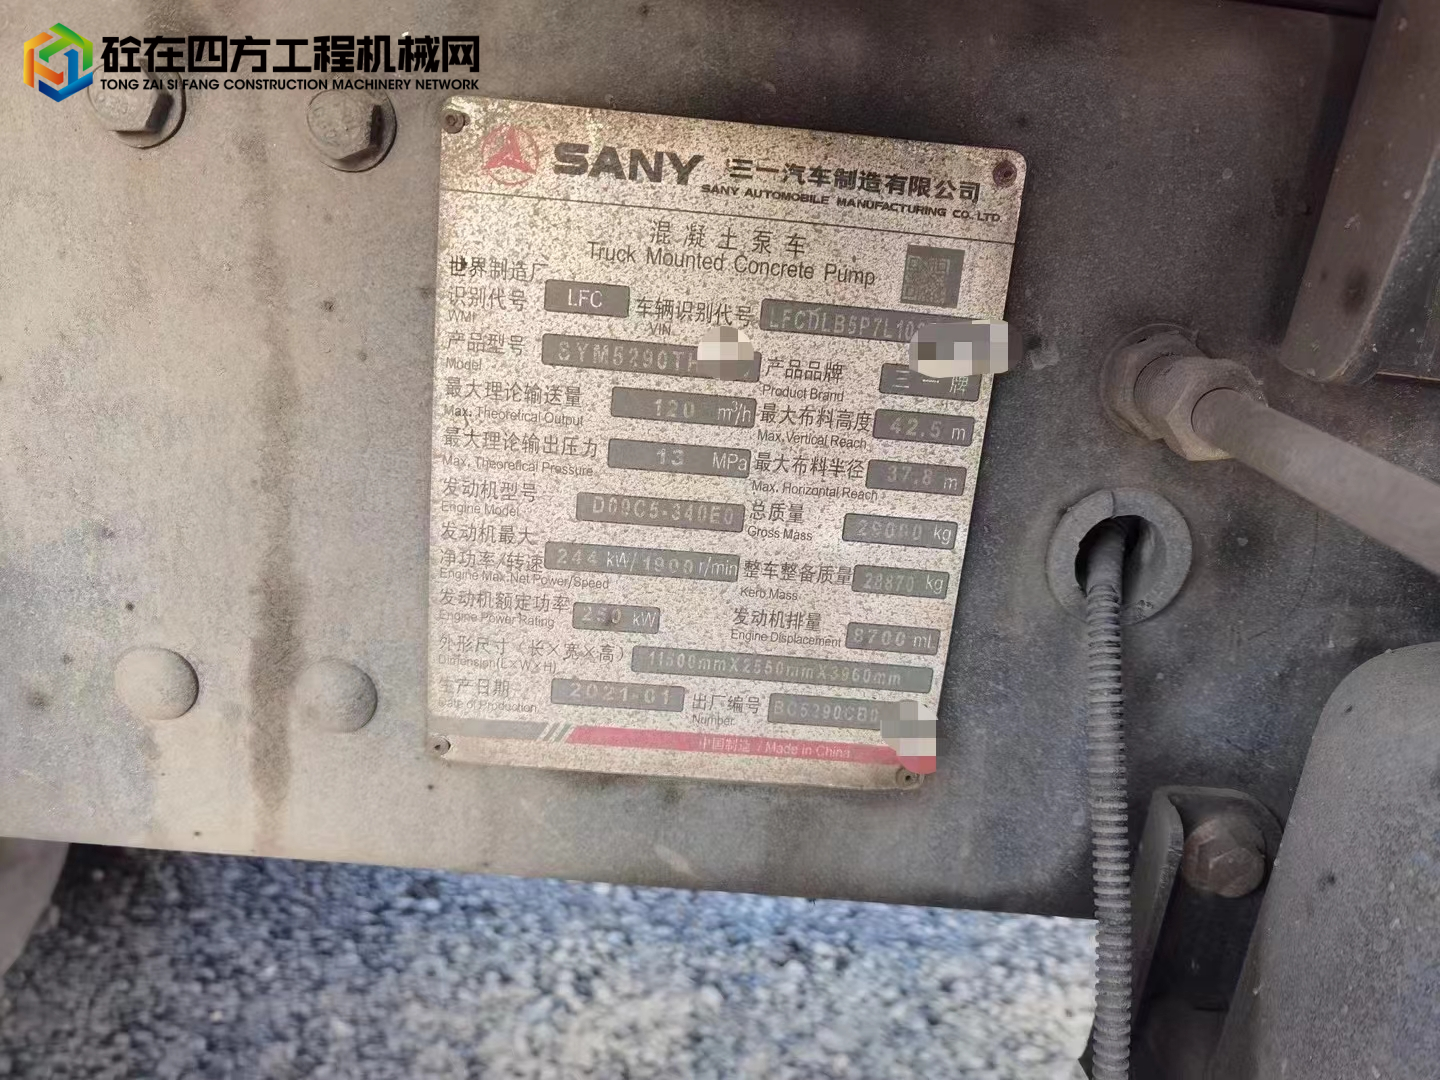 砼在四方工程机械网
TONG ZAI SI FANG CONSTRUCTION MACHINERY NETWORK
SANY 三一汽车制造有限公司
SANY AUTOMOBILE MANUFACTURING CO.,LTD.
混凝土泵车
Truck Mounted Concrete Pump
世界制造厂
识别代号 LFC 车辆识别代号 LFCDLB5P7L10
WMI VIN
产品型号 SYM5290TH 产品品牌 三一牌
Model Product Brand
最大理论输送量 120 m³/h 最大布料高度 42.5 m
Max. Theoretical Output Max.Vertical Reach
最大理论输出压力 13 MPa 最大布料半径 37.8 m
Max. Theoretical Pressure Max. Horizontal Reach
发动机型号 D09C5-340E0 总质量 kg
Engine Model Gross Mass
发动机最大
净功率/转速 244 kW/1900 r/min 整车整备质量 28870 kg
Engine Max.Net Power/Speed Kerb Mass
发动机额定功率 250 kW 发动机排量 8700 mL
Engine Power Rating Engine Displacement
外形尺寸（长×宽×高） 11500mmX2550mmX3960mm
Dimension(L×W×H)
生产日期 2021-01 出厂编号 BC5290CB0
Date of Production Number
中国制造 / Made in China